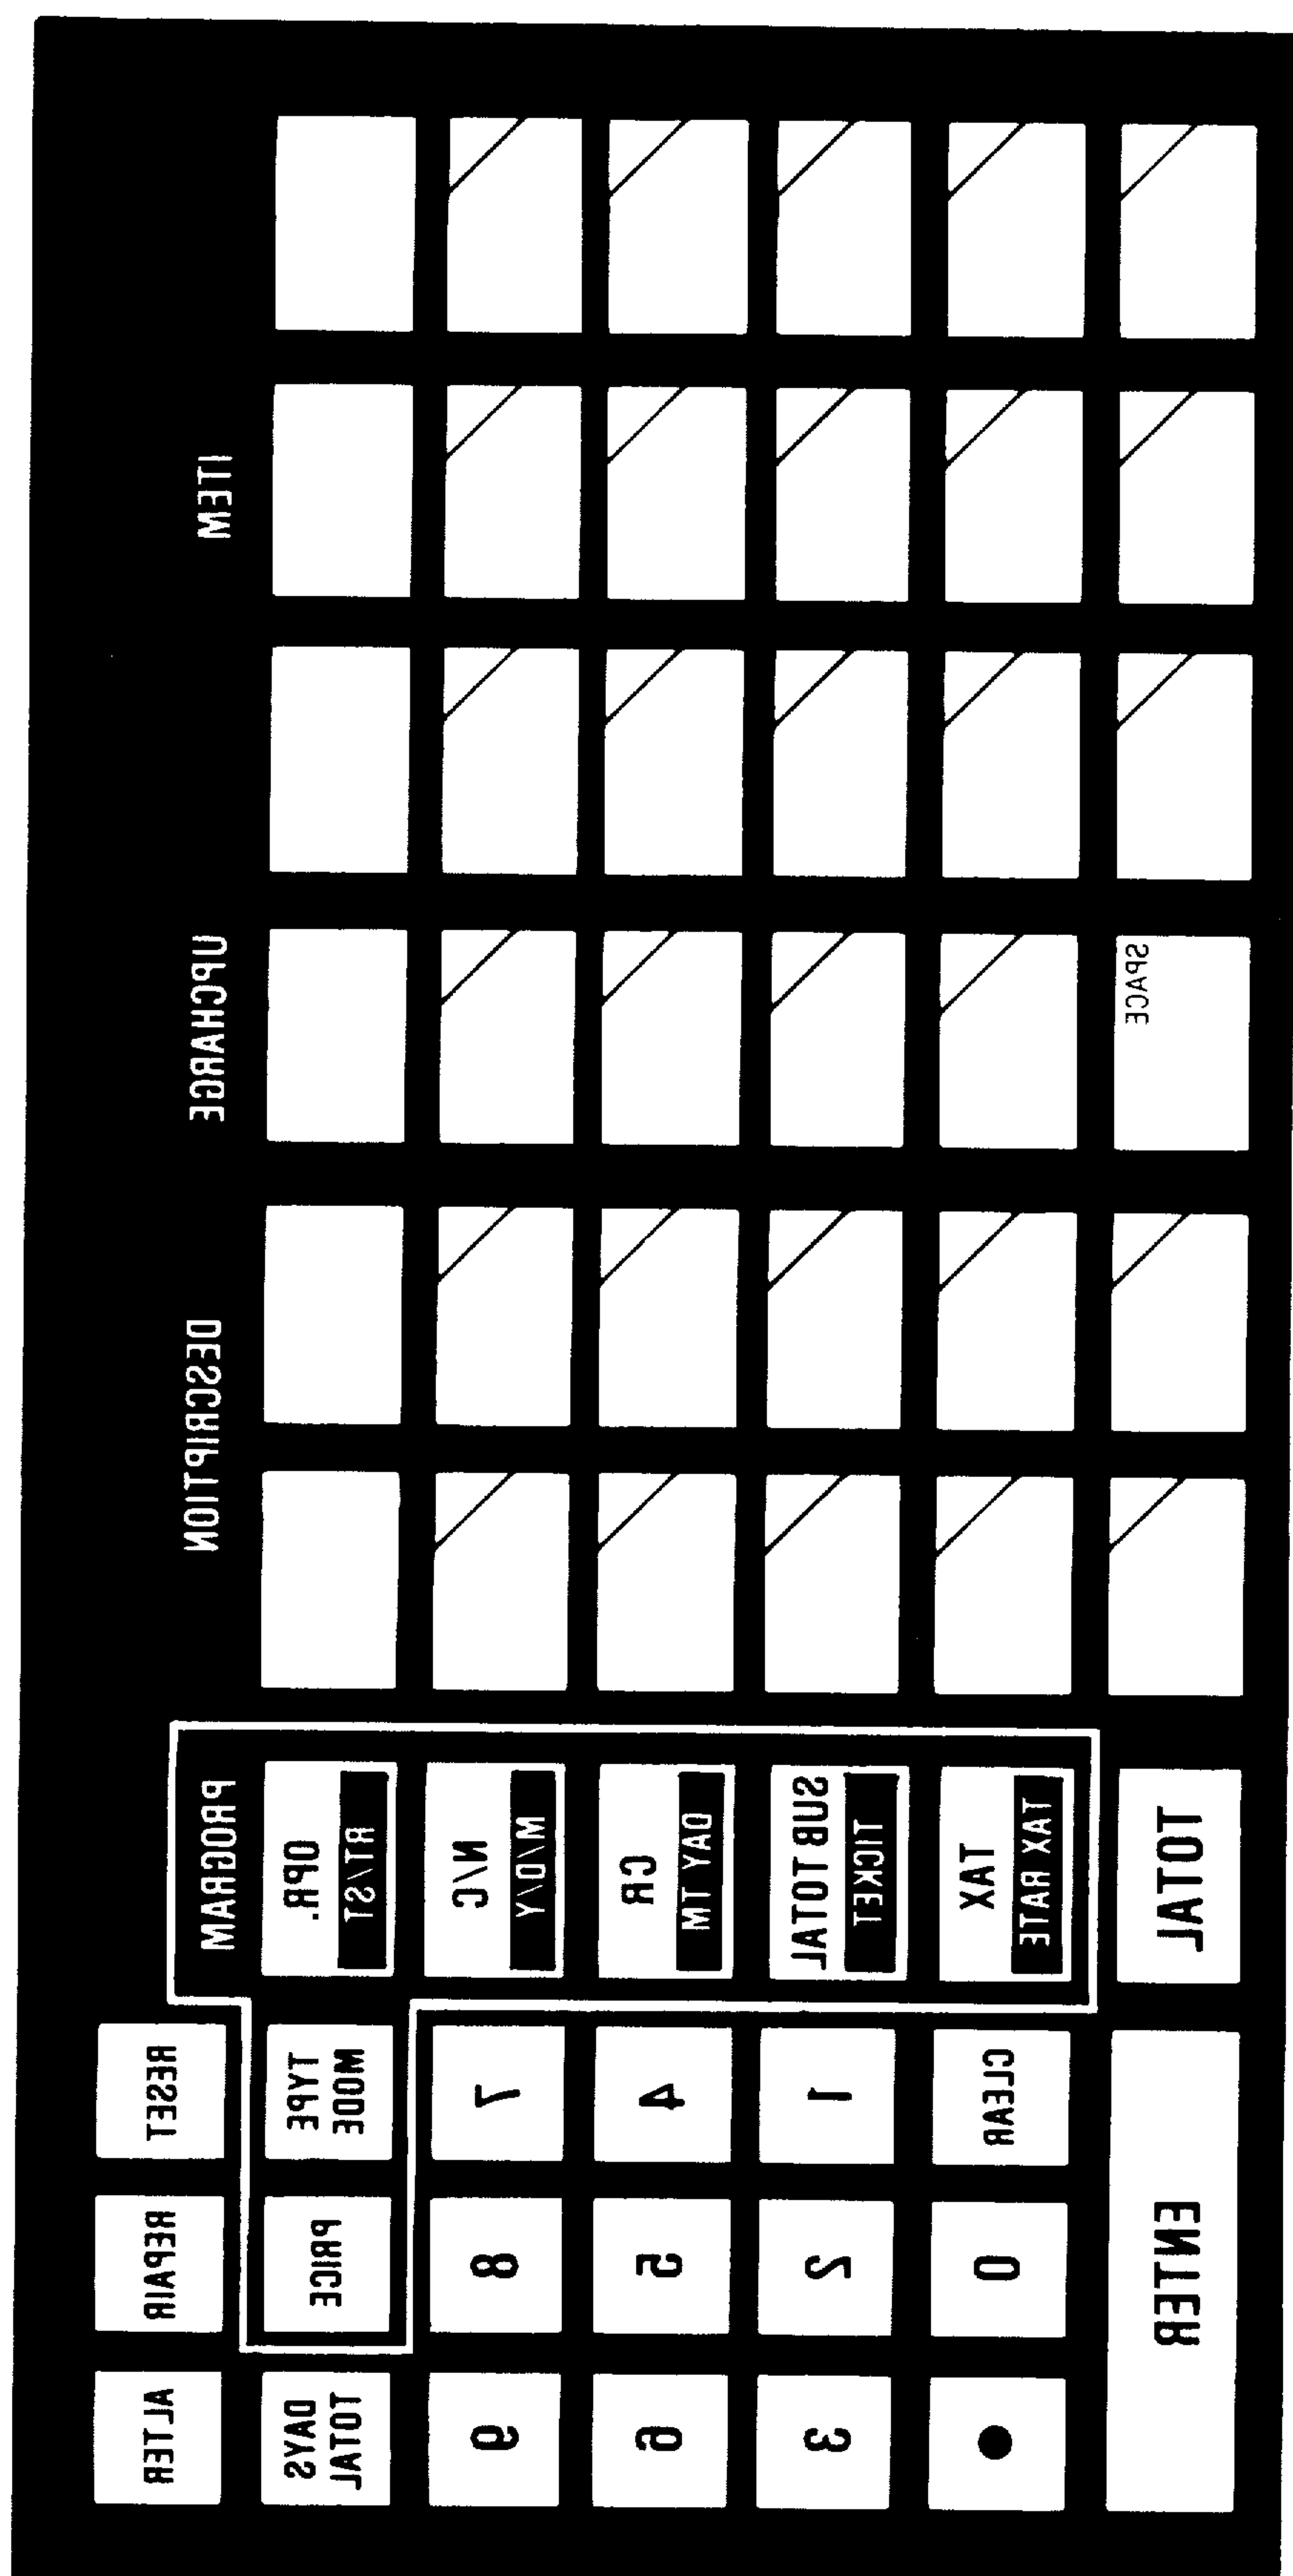 RESET
REPAIR
ALTER
ITEM
UPCHARGE
DESCRIPTION
PROGRAM
OPR.
RT/ST
TYPE
MODE
PRICE
DAYS
TOTAL
N/C
M/D/Y
7
8
9
CR
DAY TM
4
5
6
SUB TOTAL
TICKET
1
2
3
TAX
TAX RATE
CLEAR
0
●
SPACE
TOTAL
ENTER